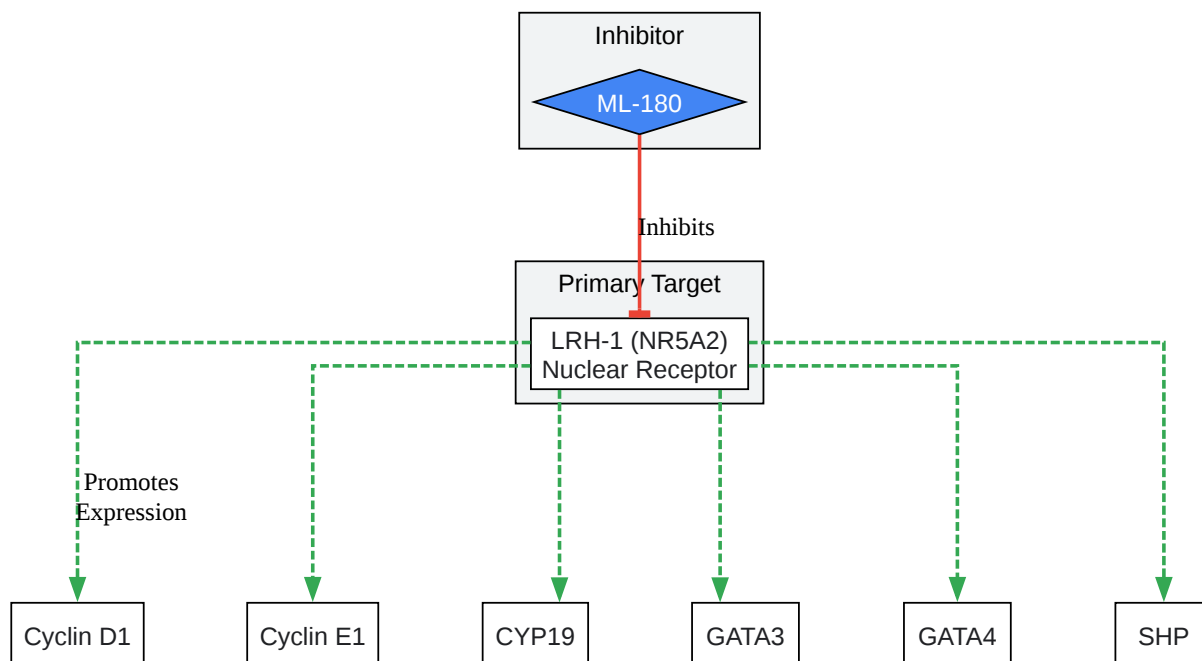 Inhibitor
ML-180
Inhibits
Primary Target
LRH-1 (NR5A2)
Nuclear Receptor
Promotes
Expression
Cyclin D1
Cyclin E1
CYP19
GATA3
GATA4
SHP